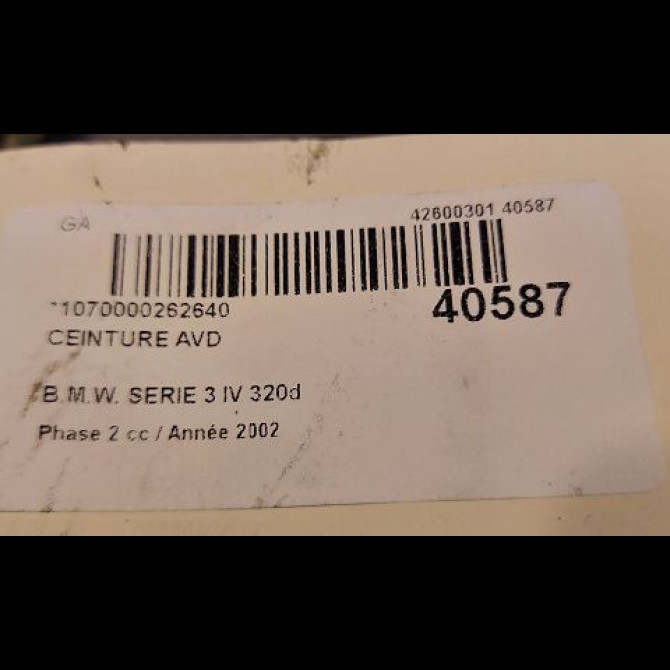 GA
42600301 40587
*1070000262640
40587
CEINTURE AVD
B.M.W. SERIE 3 IV 320d
Phase 2 cc / Année 2002